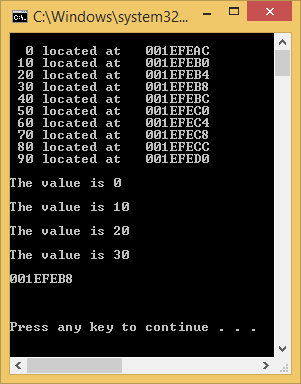 C:\Windows\system32...
0 located at 001EFEAC
10 located at 001EFEB0
20 located at 001EFEB4
30 located at 001EFEB8
40 located at 001EFEBC
50 located at 001EFEC0
60 located at 001EFEC4
70 located at 001EFEC8
80 located at 001EFECC
90 located at 001EFED0
The value is 0
The value is 10
The value is 20
The value is 30
001EFEB8
Press any key to continue . . .